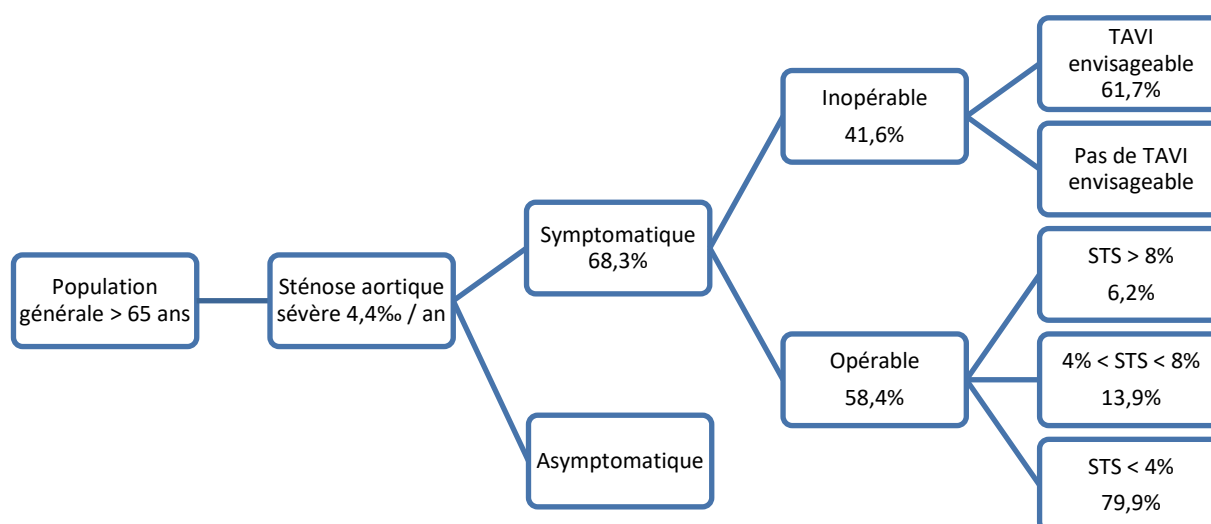 Population
générale > 65 ans
Sténose aortique
sévère 4,4‰ / an
Symptomatique
68,3%
Asymptomatique
Inopérable
41,6%
Opérable
58,4%
TAVI
envisageable
61,7%
Pas de TAVI
envisageable
STS > 8%
6,2%
4% < STS < 8%
13,9%
STS < 4%
79,9%